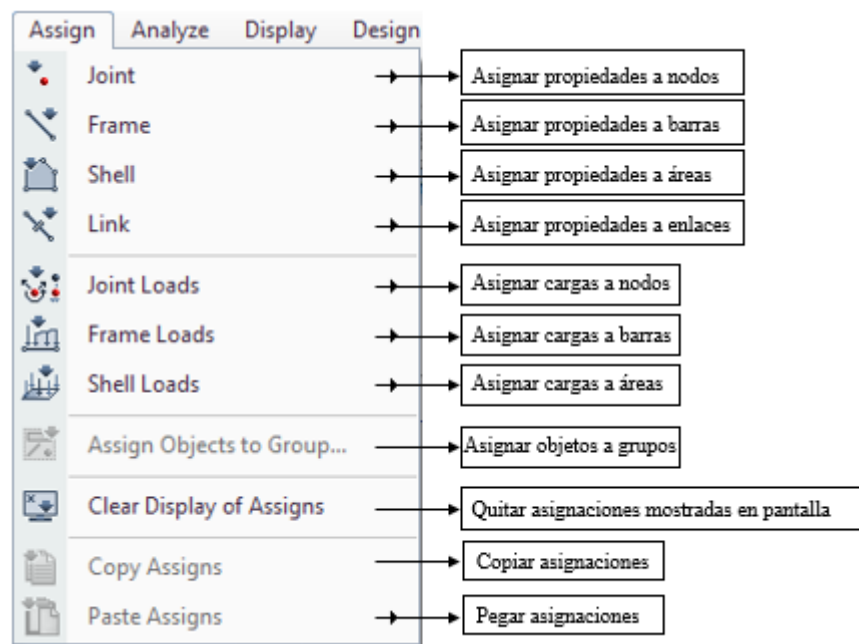 Assign Analyze Display Design
Joint Asignar propiedades a nodos
Frame Asignar propiedades a barras
Shell Asignar propiedades a áreas
Link Asignar propiedades a enlaces
Joint Loads Asignar cargas a nodos
Frame Loads Asignar cargas a barras
Shell Loads Asignar cargas a áreas
Assign Objects to Group... Asignar objetos a grupos
Clear Display of Assigns Quitar asignaciones mostradas en pantalla
Copy Assigns Copiar asignaciones
Paste Assigns Pegar asignaciones